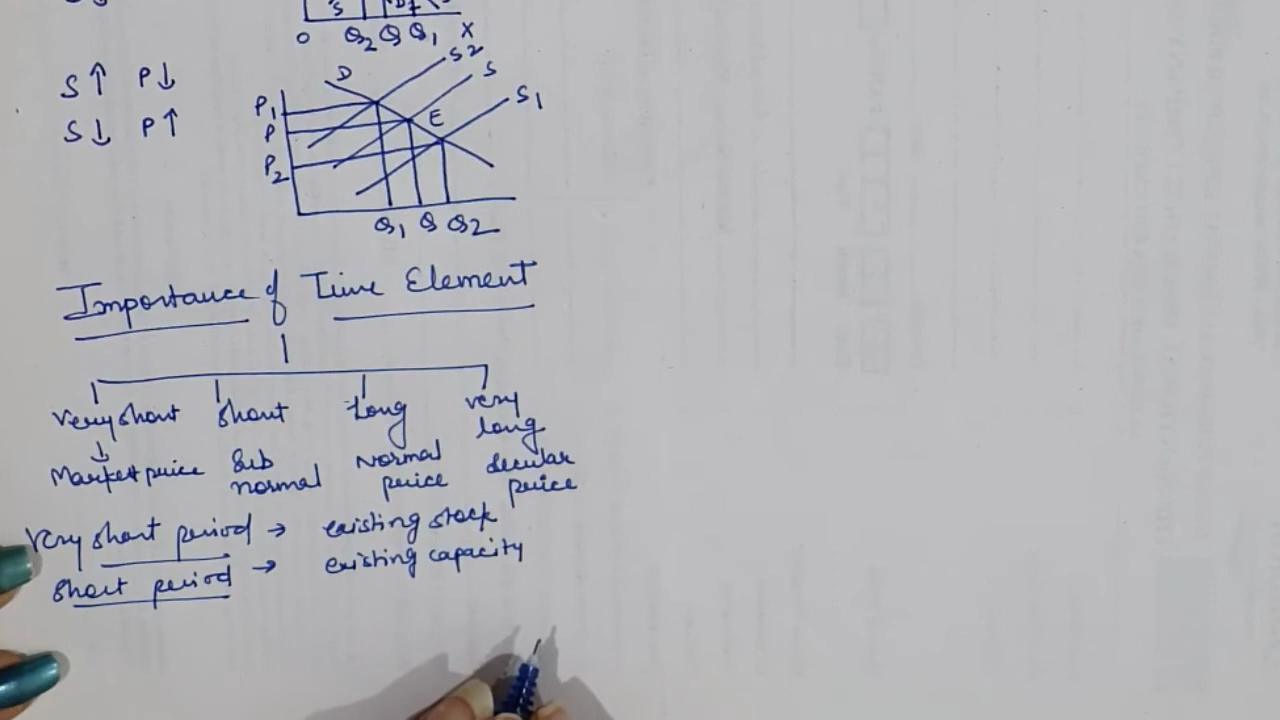 S Df
O Q2 Q Q1 X
S↑ P↓
S↓ P↑
D S2
S
S1
P1
P E
P2
Q1 Q Q2
Importance of Time Element
Very short short Long very long
↓
Market price Sub normal Normal price Secular price
Very short period → existing stock
Short period → existing capacity